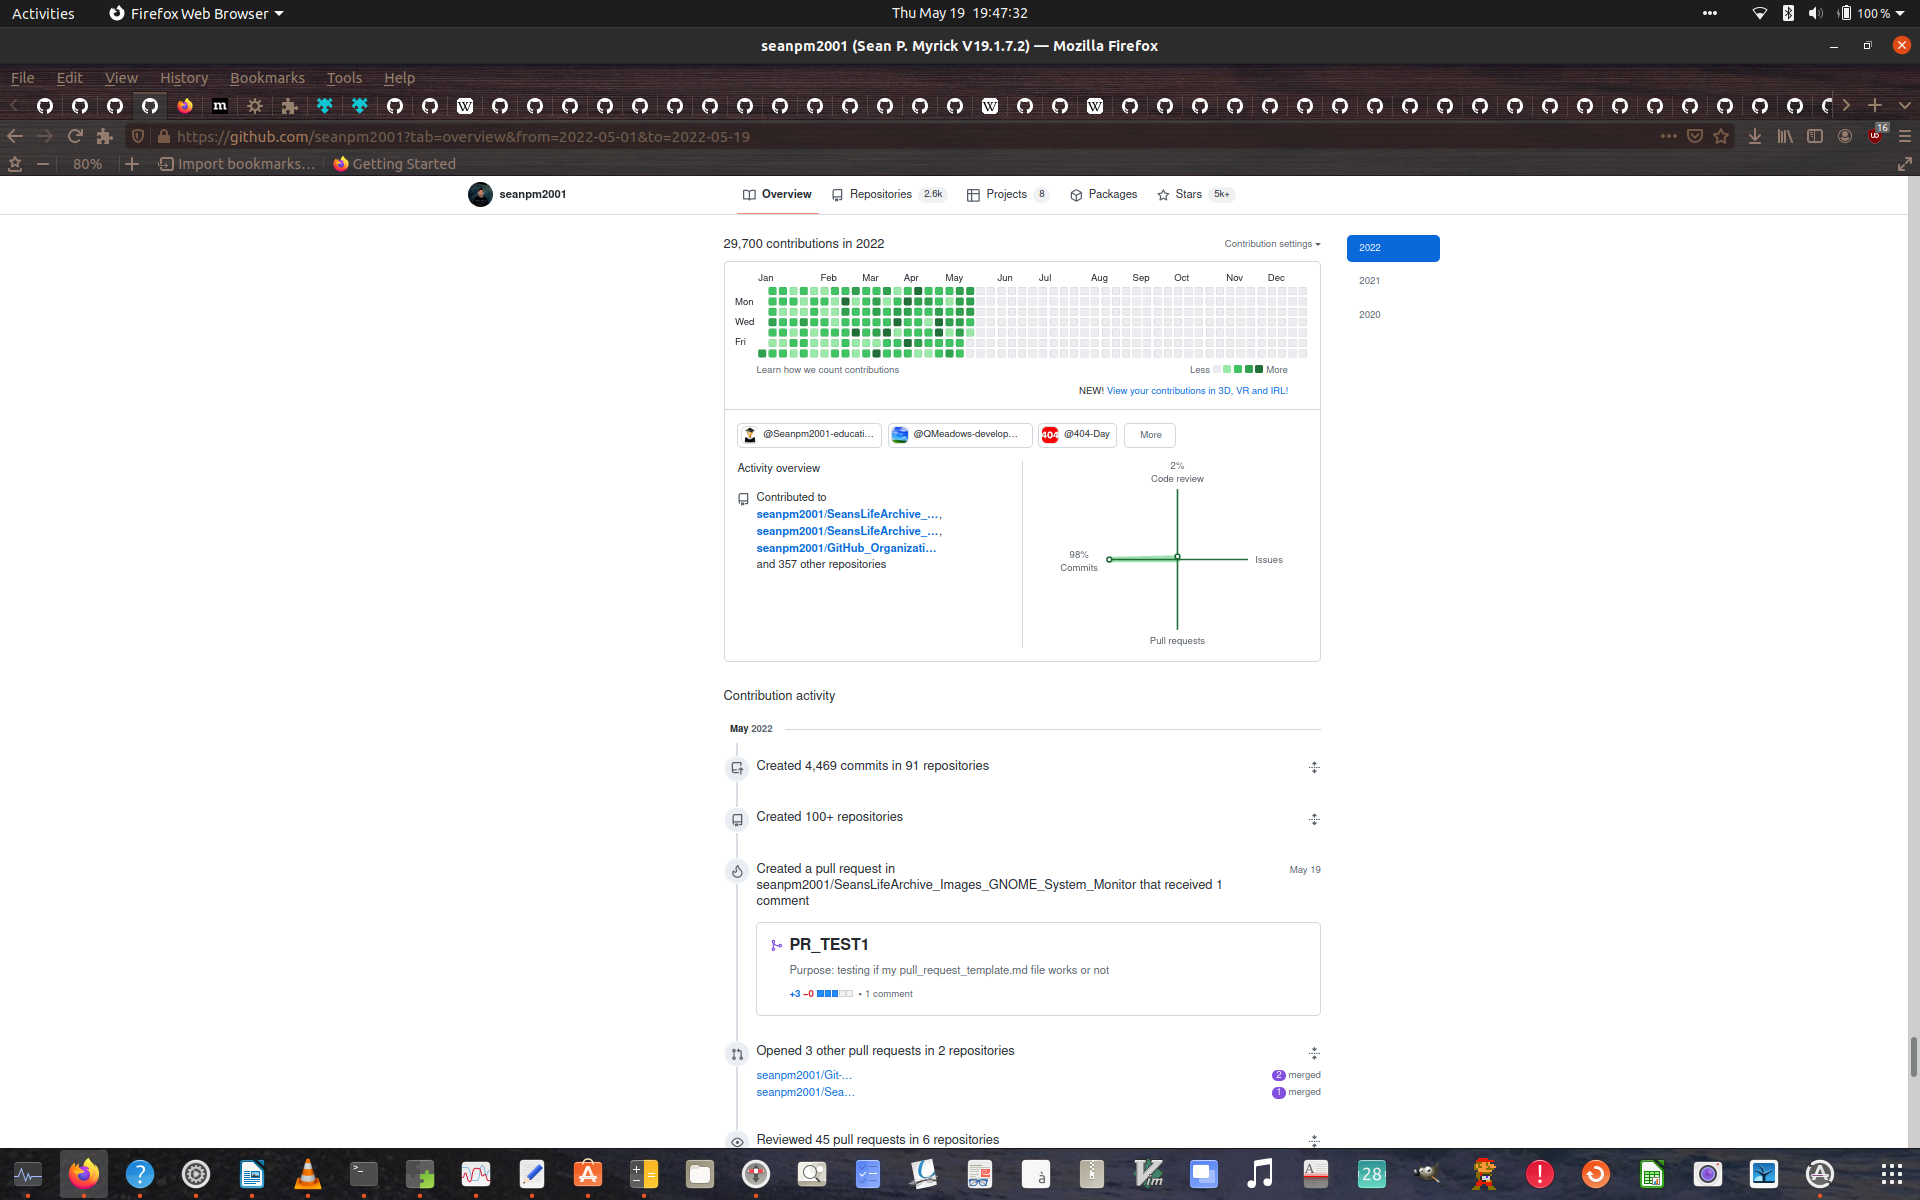 Activities
Firefox Web Browser
Thu May 19 19:47:32
100 %
seanpm2001 (Sean P. Myrick V19.1.7.2) — Mozilla Firefox
File Edit View History Bookmarks Tools Help
https://github.com/seanpm2001?tab=overview&from=2022-05-01&to=2022-05-19
16
80%
Import bookmarks...
Getting Started
seanpm2001
Overview
Repositories 2.6k
Projects 8
Packages
Stars 5k+
29,700 contributions in 2022
Contribution settings
2022
2021
2020
Jan Feb Mar Apr May Jun Jul Aug Sep Oct Nov Dec
Mon
Wed
Fri
Learn how we count contributions
Less More
NEW! View your contributions in 3D, VR and IRL!
@Seanpm2001-educati...
@QMeadows-develop...
404 @404-Day
More
Activity overview
Contributed to
seanpm2001/SeansLifeArchive_...,
seanpm2001/SeansLifeArchive_...,
seanpm2001/GitHub_Organizati...
and 357 other repositories
2%
Code review
98%
Commits
Issues
Pull requests
Contribution activity
May 2022
Created 4,469 commits in 91 repositories
Created 100+ repositories
Created a pull request in
seanpm2001/SeansLifeArchive_Images_GNOME_System_Monitor that received 1
comment
May 19
PR_TEST1
Purpose: testing if my pull_request_template.md file works or not
+3 −0 • 1 comment
Opened 3 other pull requests in 2 repositories
seanpm2001/Git-...
2 merged
seanpm2001/Sea...
1 merged
Reviewed 45 pull requests in 6 repositories
28